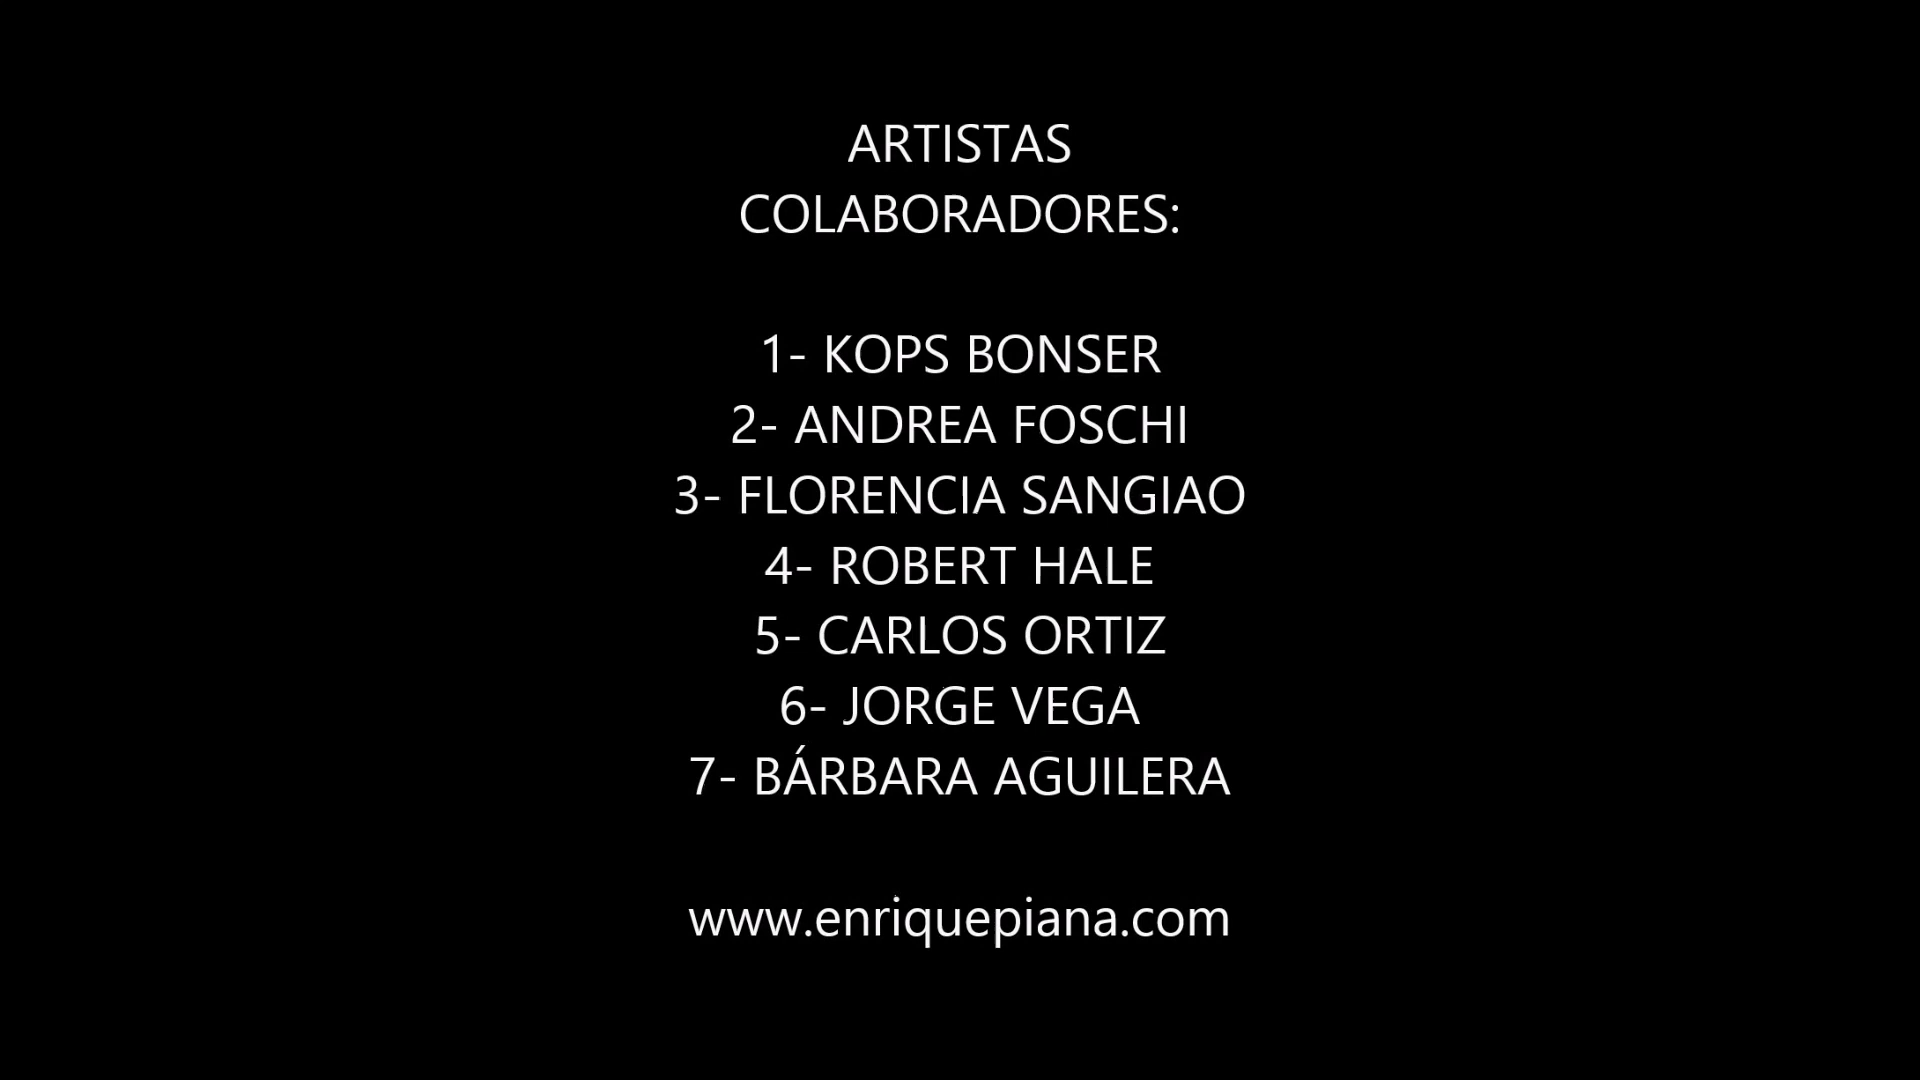 ARTISTAS
COLABORADORES:
1- KOPS BONSER
2- ANDREA FOSCHI
3- FLORENCIA SANGIAO
4- ROBERT HALE
5- CARLOS ORTIZ
6- JORGE VEGA
7- BÁRBARA AGUILERA
www.enriquepiana.com